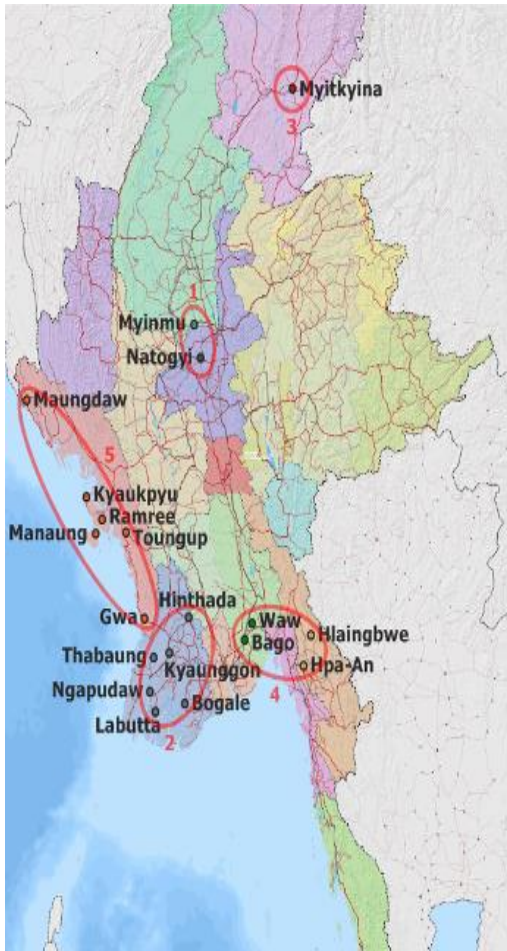 Myitkyina
3
1
Myinmu
Natogyi
Maungdaw
5
Kyaukpyu
Ramree
Manaung
Toungup
Gwa
Hinthada
Waw
Hlaingbwe
Bago
Thabaung
Kyaunggon
Hpa-An
Ngapudaw
4
Bogale
Labutta
2